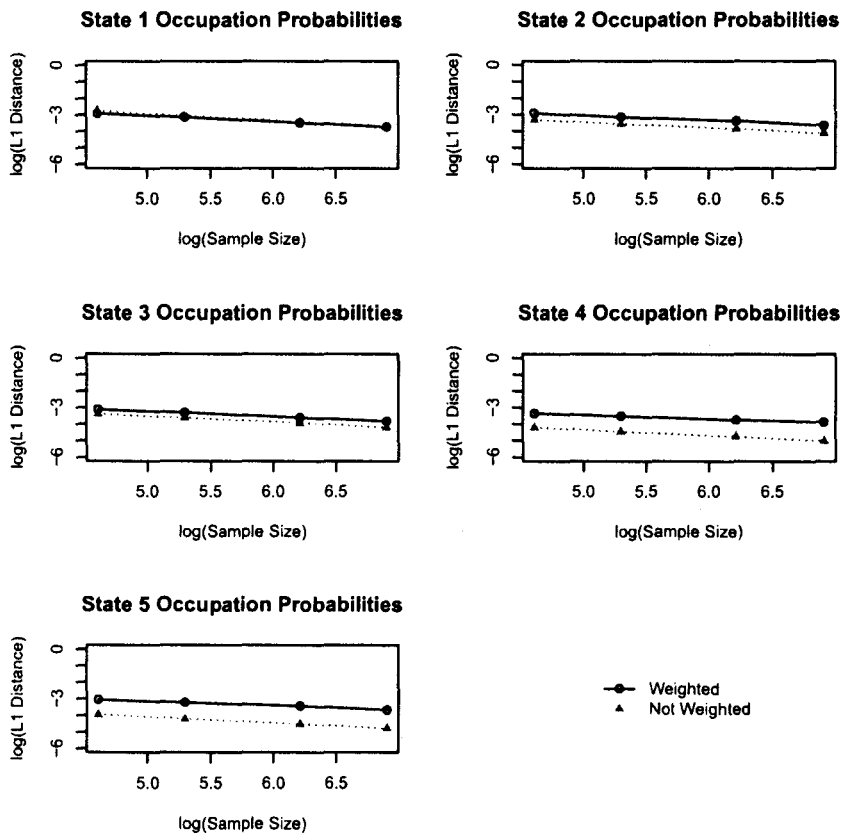 State 1 Occupation Probabilities
log(L1 Distance)
0
-3
-6
5.0 5.5 6.0 6.5
log(Sample Size)
State 2 Occupation Probabilities
log(L1 Distance)
0
-3
-6
5.0 5.5 6.0 6.5
log(Sample Size)
State 3 Occupation Probabilities
log(L1 Distance)
0
-3
-6
5.0 5.5 6.0 6.5
log(Sample Size)
State 4 Occupation Probabilities
log(L1 Distance)
0
-3
-6
5.0 5.5 6.0 6.5
log(Sample Size)
State 5 Occupation Probabilities
log(L1 Distance)
0
-3
-6
5.0 5.5 6.0 6.5
log(Sample Size)
Weighted
Not Weighted